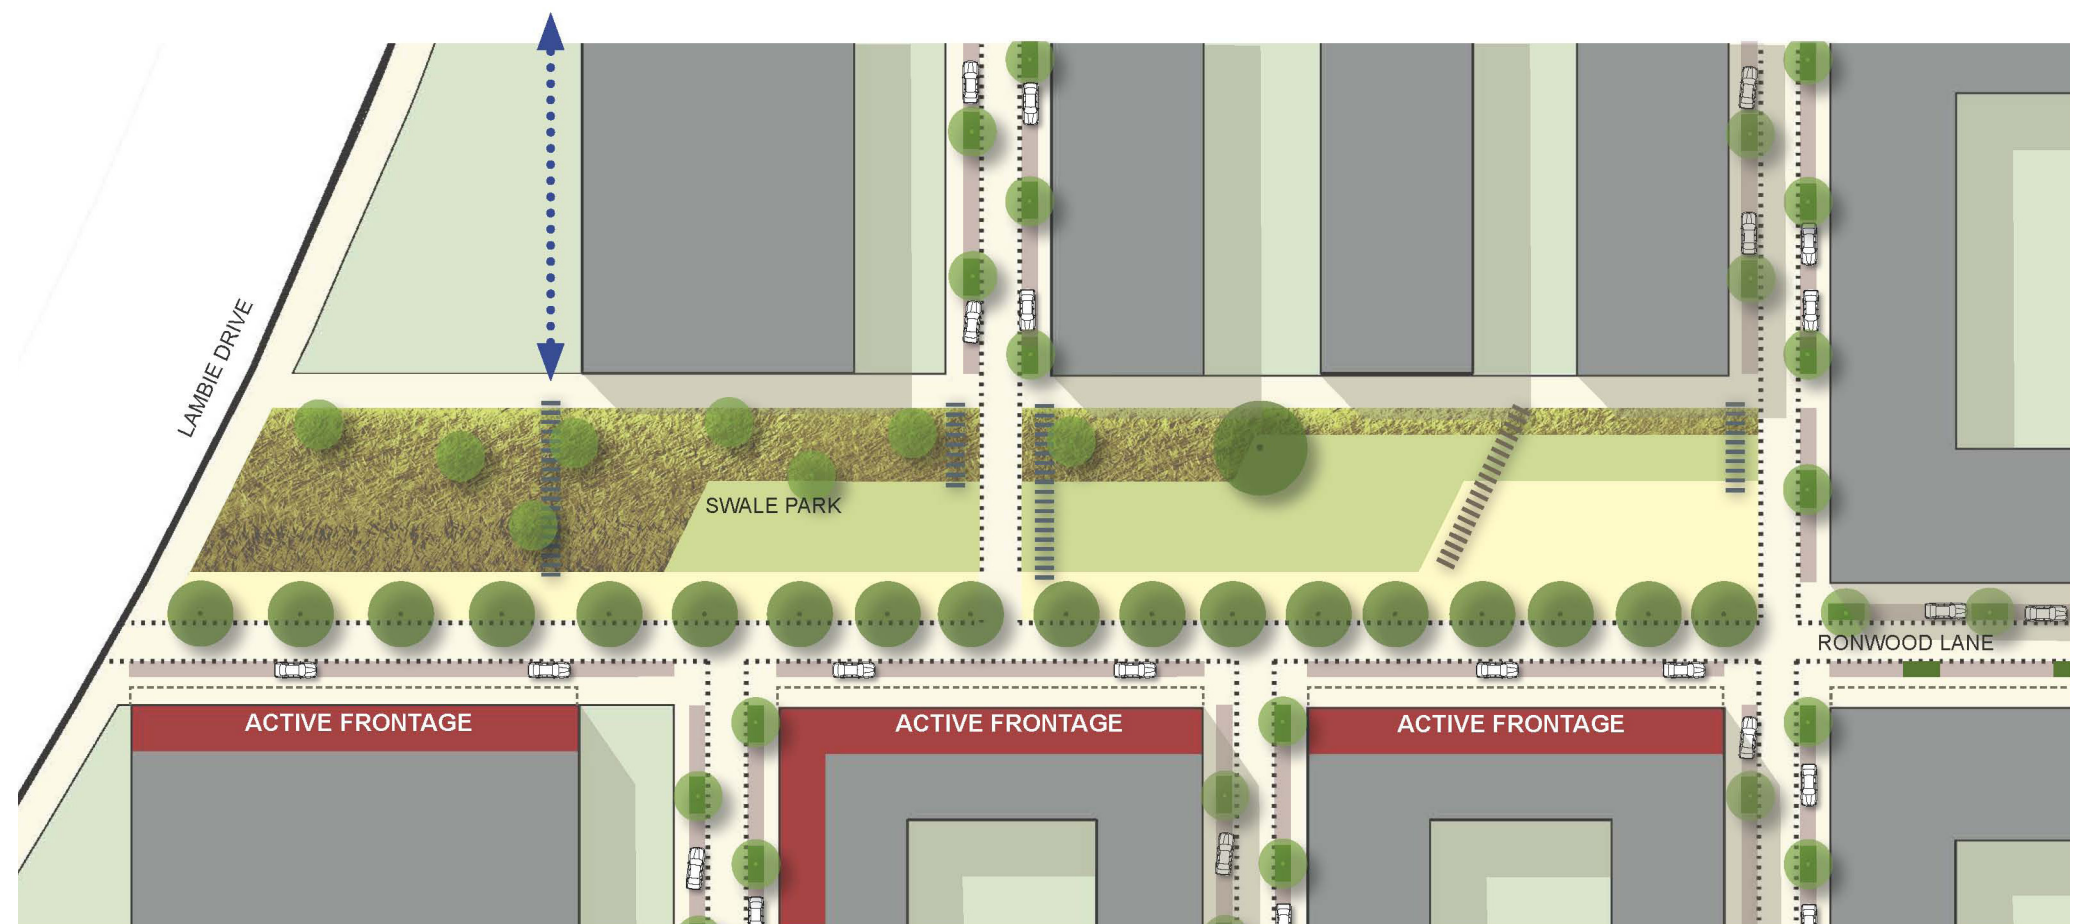 LAMBIE DRIVE
SWALE PARK
RONWOOD LANE
ACTIVE FRONTAGE
ACTIVE FRONTAGE
ACTIVE FRONTAGE